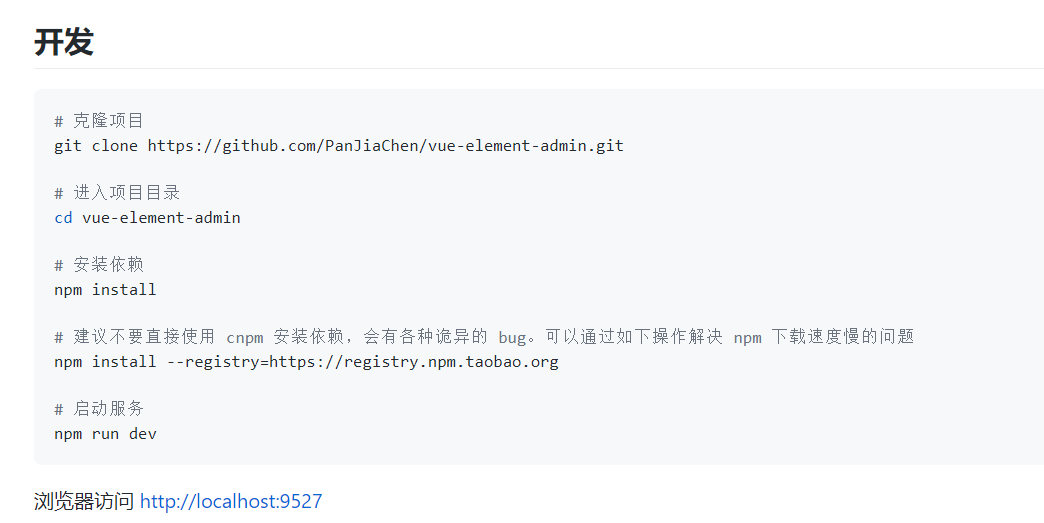 开发
# 克隆项目
git clone https://github.com/PanJiaChen/vue-element-admin.git
# 进入项目目录
cd vue-element-admin
# 安装依赖
npm install
# 建议不要直接使用 cnpm 安装依赖，会有各种诡异的 bug。可以通过如下操作解决 npm 下载速度慢的问题
npm install --registry=https://registry.npm.taobao.org
# 启动服务
npm run dev
浏览器访问 http://localhost:9527